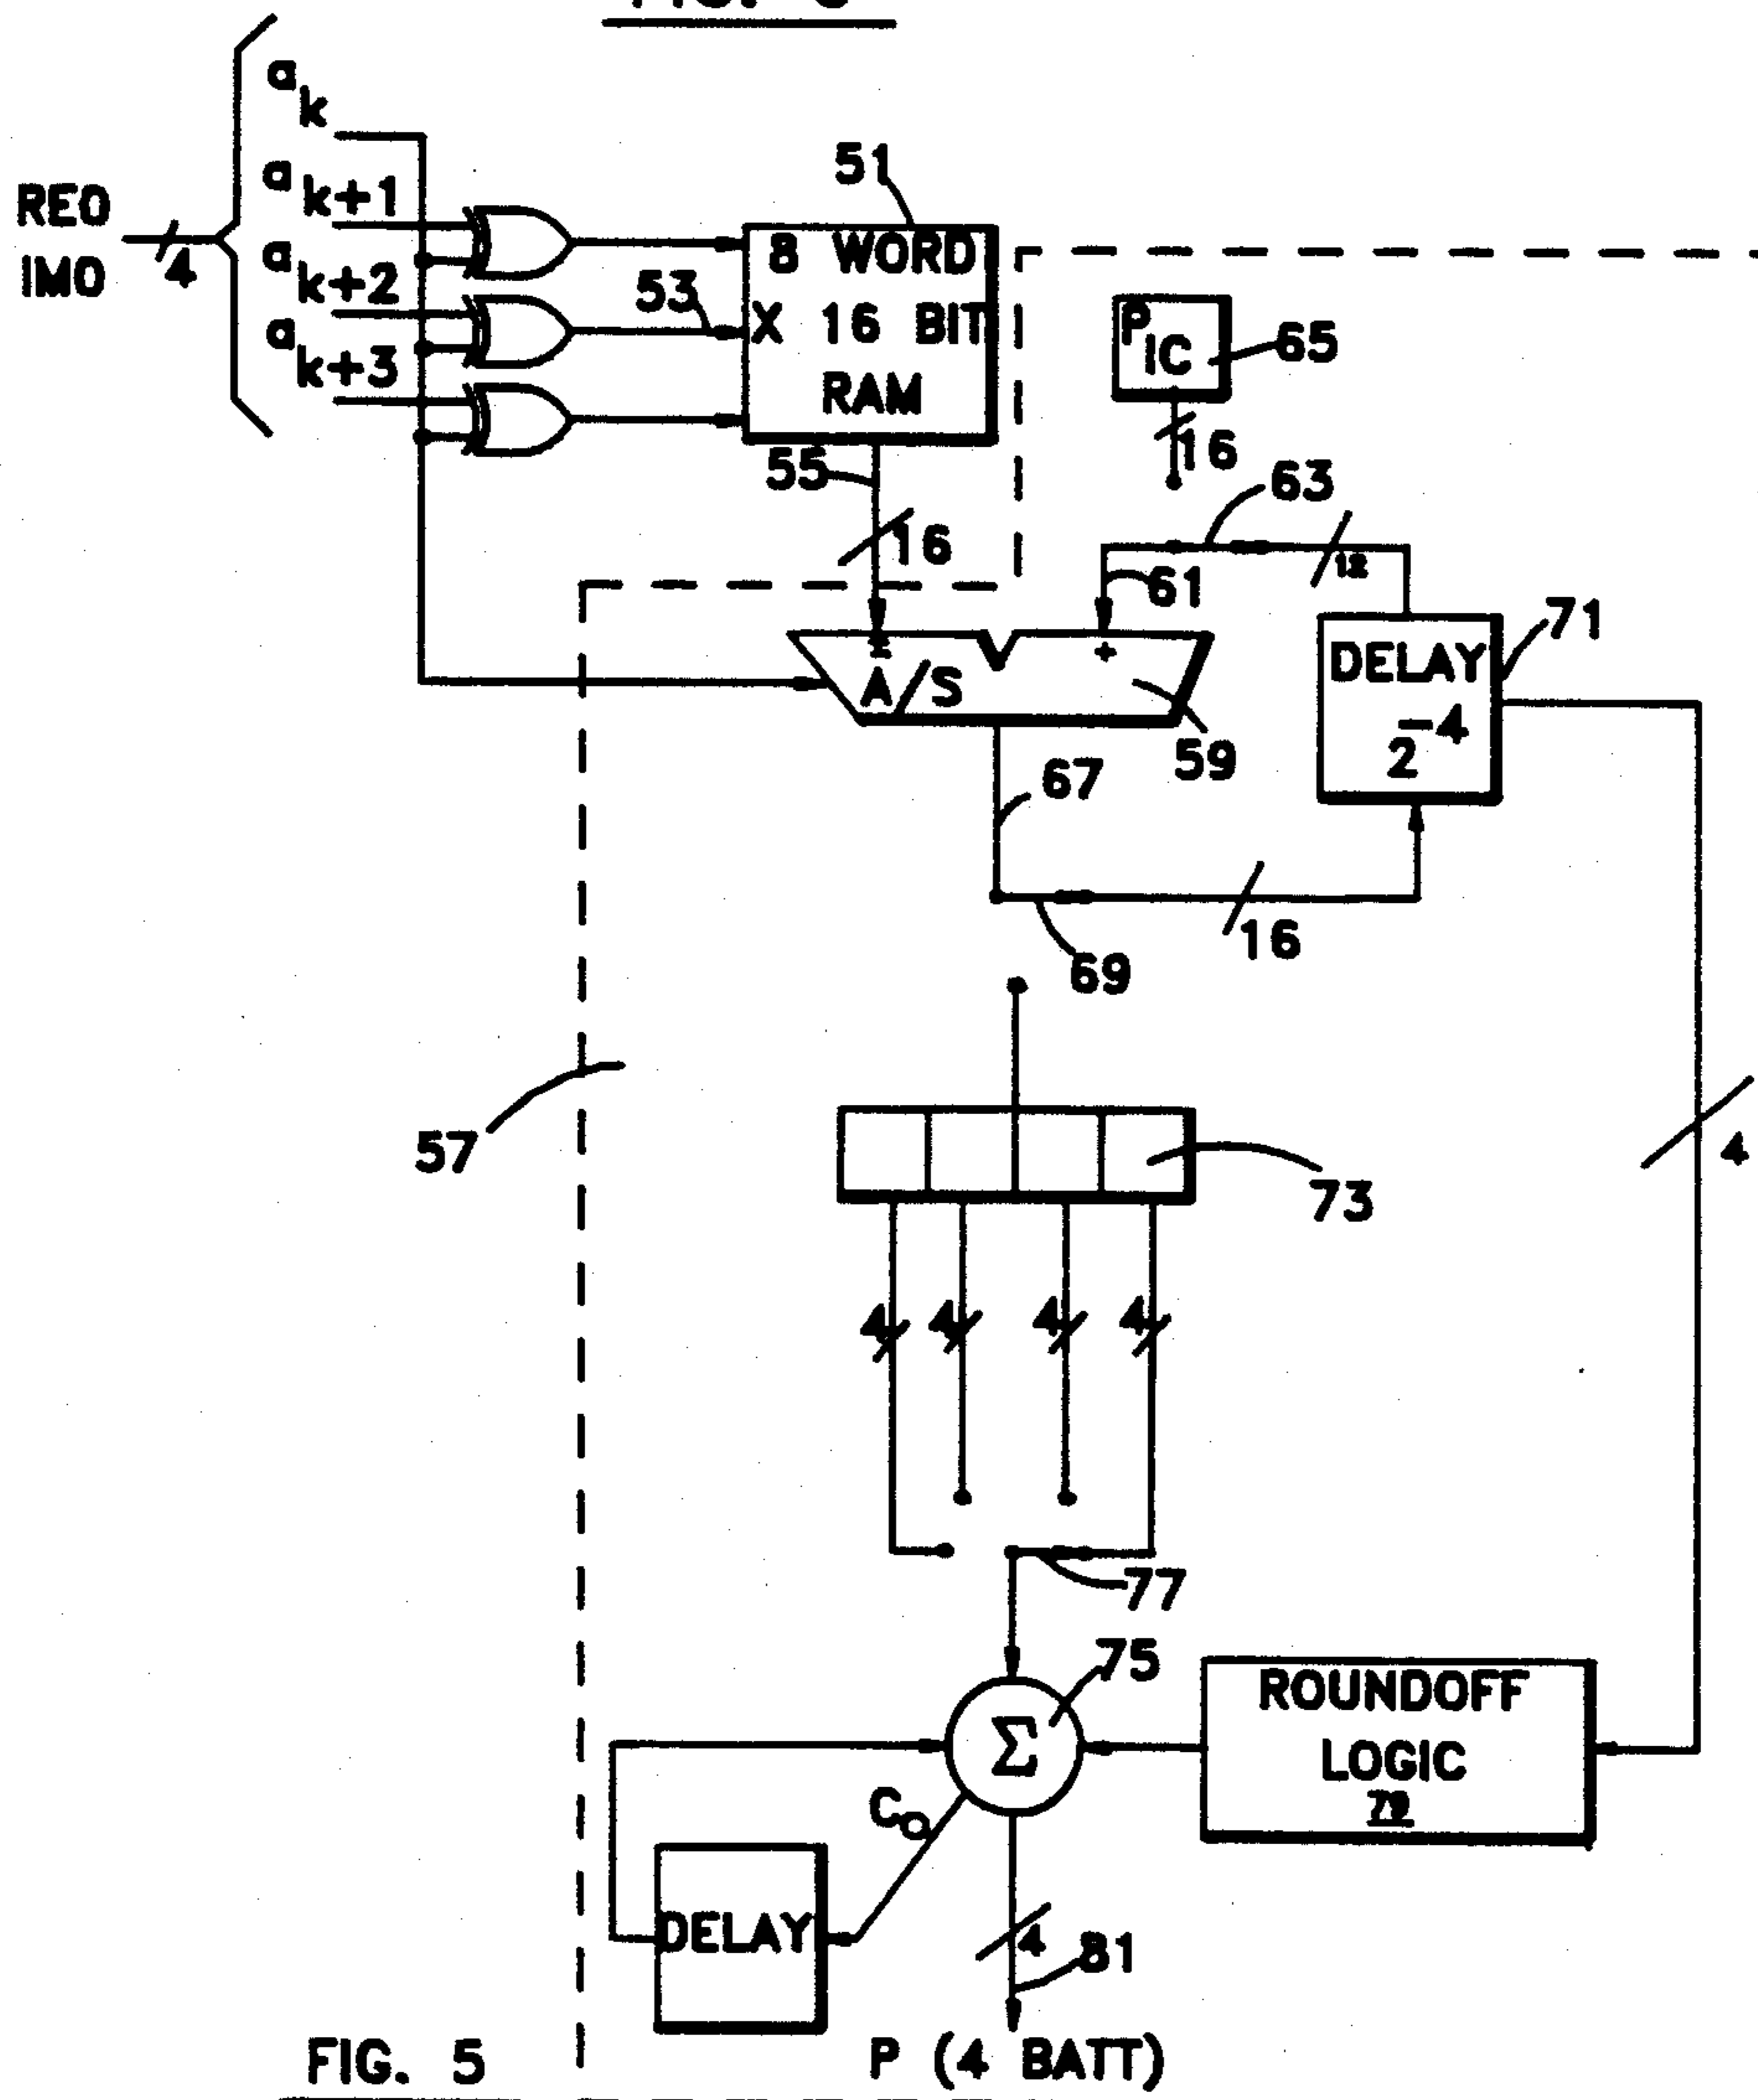 a
k
a
k+1
a
k+2
a
k+3
REO
IMO
4
51
8 WORD
X 16 BIT
RAM
53
55
16
P
IC
65
16
63
12
61
±
+
A/S
59
DELAY
2 -4
71
67
69
16
57
73
4
4
4
4
4
77
75
Σ
ROUNDOFF
LOGIC
79
C
O
DELAY
4
81
P (4 BATT)
FIG. 5